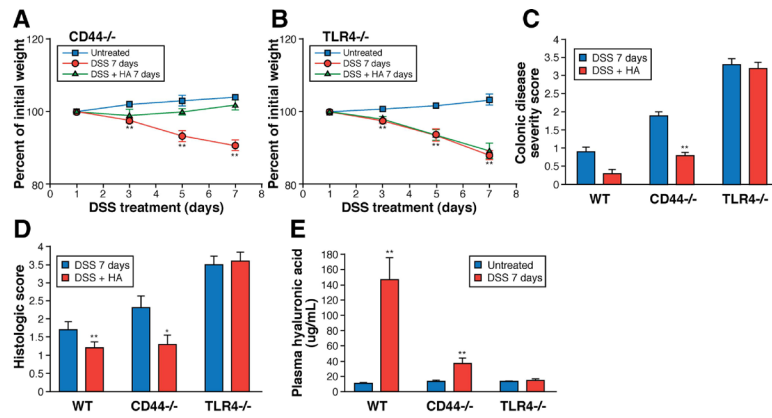 A
CD44-/-
Untreated
DSS 7 days
DSS + HA 7 days
Percent of initial weight
120
100
80
0 1 2 3 4 5 6 7 8
** ** **
DSS treatment (days)
B
TLR4-/-
Untreated
DSS 7 days
DSS + HA 7 days
Percent of initial weight
120
100
80
0 1 2 3 4 5 6 7 8
** ** **
DSS treatment (days)
C
DSS 7 days
DSS + HA
Colonic disease
severity score
4
3.5
3
2.5
2
1.5
1
0.5
0
**
WT CD44-/- TLR4-/-
D
DSS 7 days
DSS + HA
Histologic score
4
3.5
3
2.5
2
1.5
1
0.5
0
** *
WT CD44-/- TLR4-/-
E
Untreated
DSS 7 days
Plasma hyaluronic acid
(ug/mL)
180
160
140
120
100
80
60
40
20
0
** **
WT CD44-/- TLR4-/-